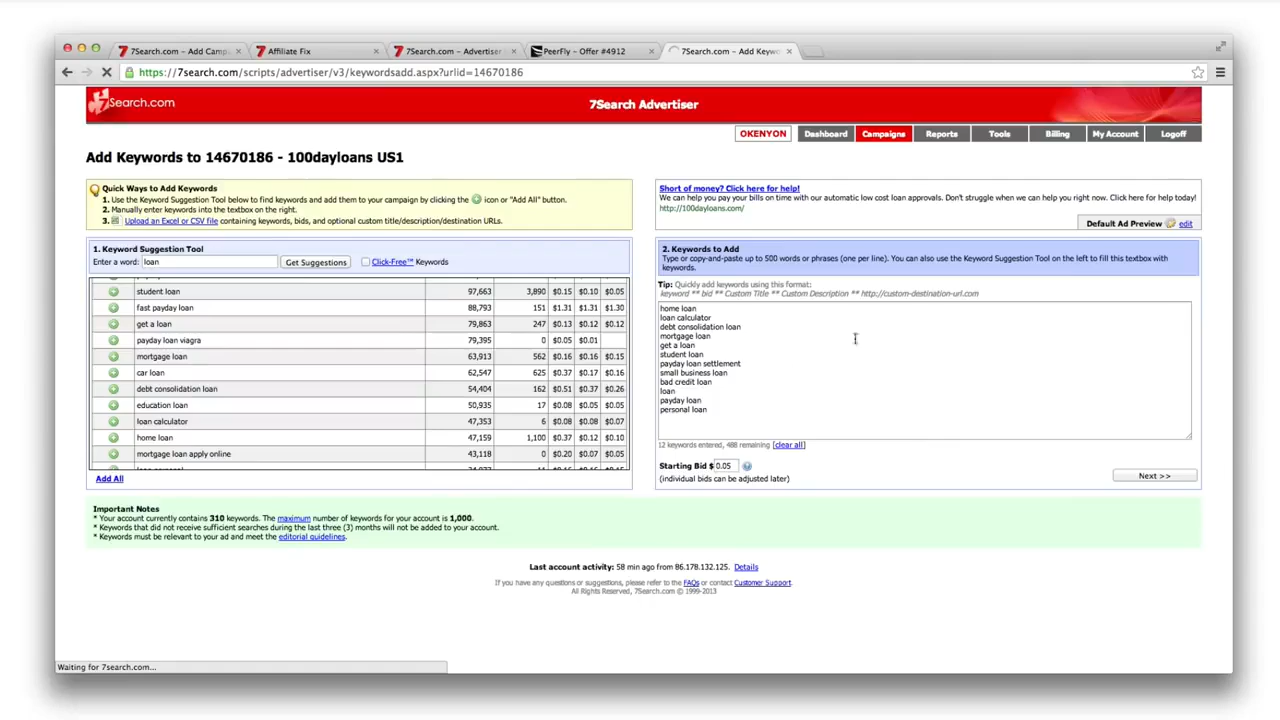 7Search.com - Add Camp
Affiliate Fix
7Search.com - Advertiser
PeerFly - Offer #4912
7Search.com - Add Keywo
https://7search.com/scripts/advertiser/v3/keywordsadd.aspx?urlid=14670186
7Search.com
7Search Advertiser
OKENYON Dashboard Campaigns Reports Tools Billing My Account Logoff
Add Keywords to 14670186 - 100dayloans US1
Quick Ways to Add Keywords
1. Use the Keyword Suggestion Tool below to find keywords and add them to your campaign by clicking the icon or "Add All" button.
2. Manually enter keywords into the textbox on the right.
3. Upload an Excel or CSV file containing keywords, bids, and optional custom title/description/destination URLs.
Short of money? Click here for help!
We can help you pay your bills on time with our automatic low cost loan approvals. Don't struggle when we can help you right now. Click here for help today!
http://100dayloans.com/
Default Ad Preview edit
1. Keyword Suggestion Tool
Enter a word: loan Get Suggestions Click-Free™ Keywords
student loan 97,663 3,890 $0.15 $0.10 $0.05
fast payday loan 88,793 151 $1.31 $1.31 $1.30
get a loan 79,863 247 $0.13 $0.12 $0.12
payday loan viagra 79,395 0 $0.05 $0.01
mortgage loan 63,913 562 $0.16 $0.16 $0.15
car loan 62,547 625 $0.37 $0.17 $0.16
debt consolidation loan 54,404 162 $0.51 $0.37 $0.26
education loan 50,935 17 $0.08 $0.05 $0.05
loan calculator 47,353 6 $0.08 $0.08 $0.07
home loan 47,159 1,100 $0.37 $0.12 $0.10
mortgage loan apply online 43,118 0 $0.20 $0.07 $0.05
Add All
2. Keywords to Add
Type or copy-and-paste up to 500 words or phrases (one per line). You can also use the Keyword Suggestion Tool on the left to fill this textbox with
keywords.
Tip: Quickly add keywords using this format:
keyword ** bid ** Custom Title ** Custom Description ** http://custom-destination-url.com
home loan
loan calculator
debt consolidation loan
mortgage loan
get a loan
student loan
payday loan settlement
small business loan
bad credit loan
loan
payday loan
personal loan
12 keywords entered, 488 remaining [clear all]
Starting Bid $ 0.05
(individual bids can be adjusted later)
Next >>
Important Notes
* Your account currently contains 310 keywords. The maximum number of keywords for your account is 1,000.
* Keywords that did not receive sufficient searches during the last three (3) months will not be added to your account.
* Keywords must be relevant to your ad and meet the editorial guidelines.
Last account activity: 58 min ago from 86.178.132.125. Details
If you have any questions or suggestions, please refer to the FAQs or contact Customer Support.
All Rights Reserved, 7Search.com © 1999-2013
Waiting for 7search.com...